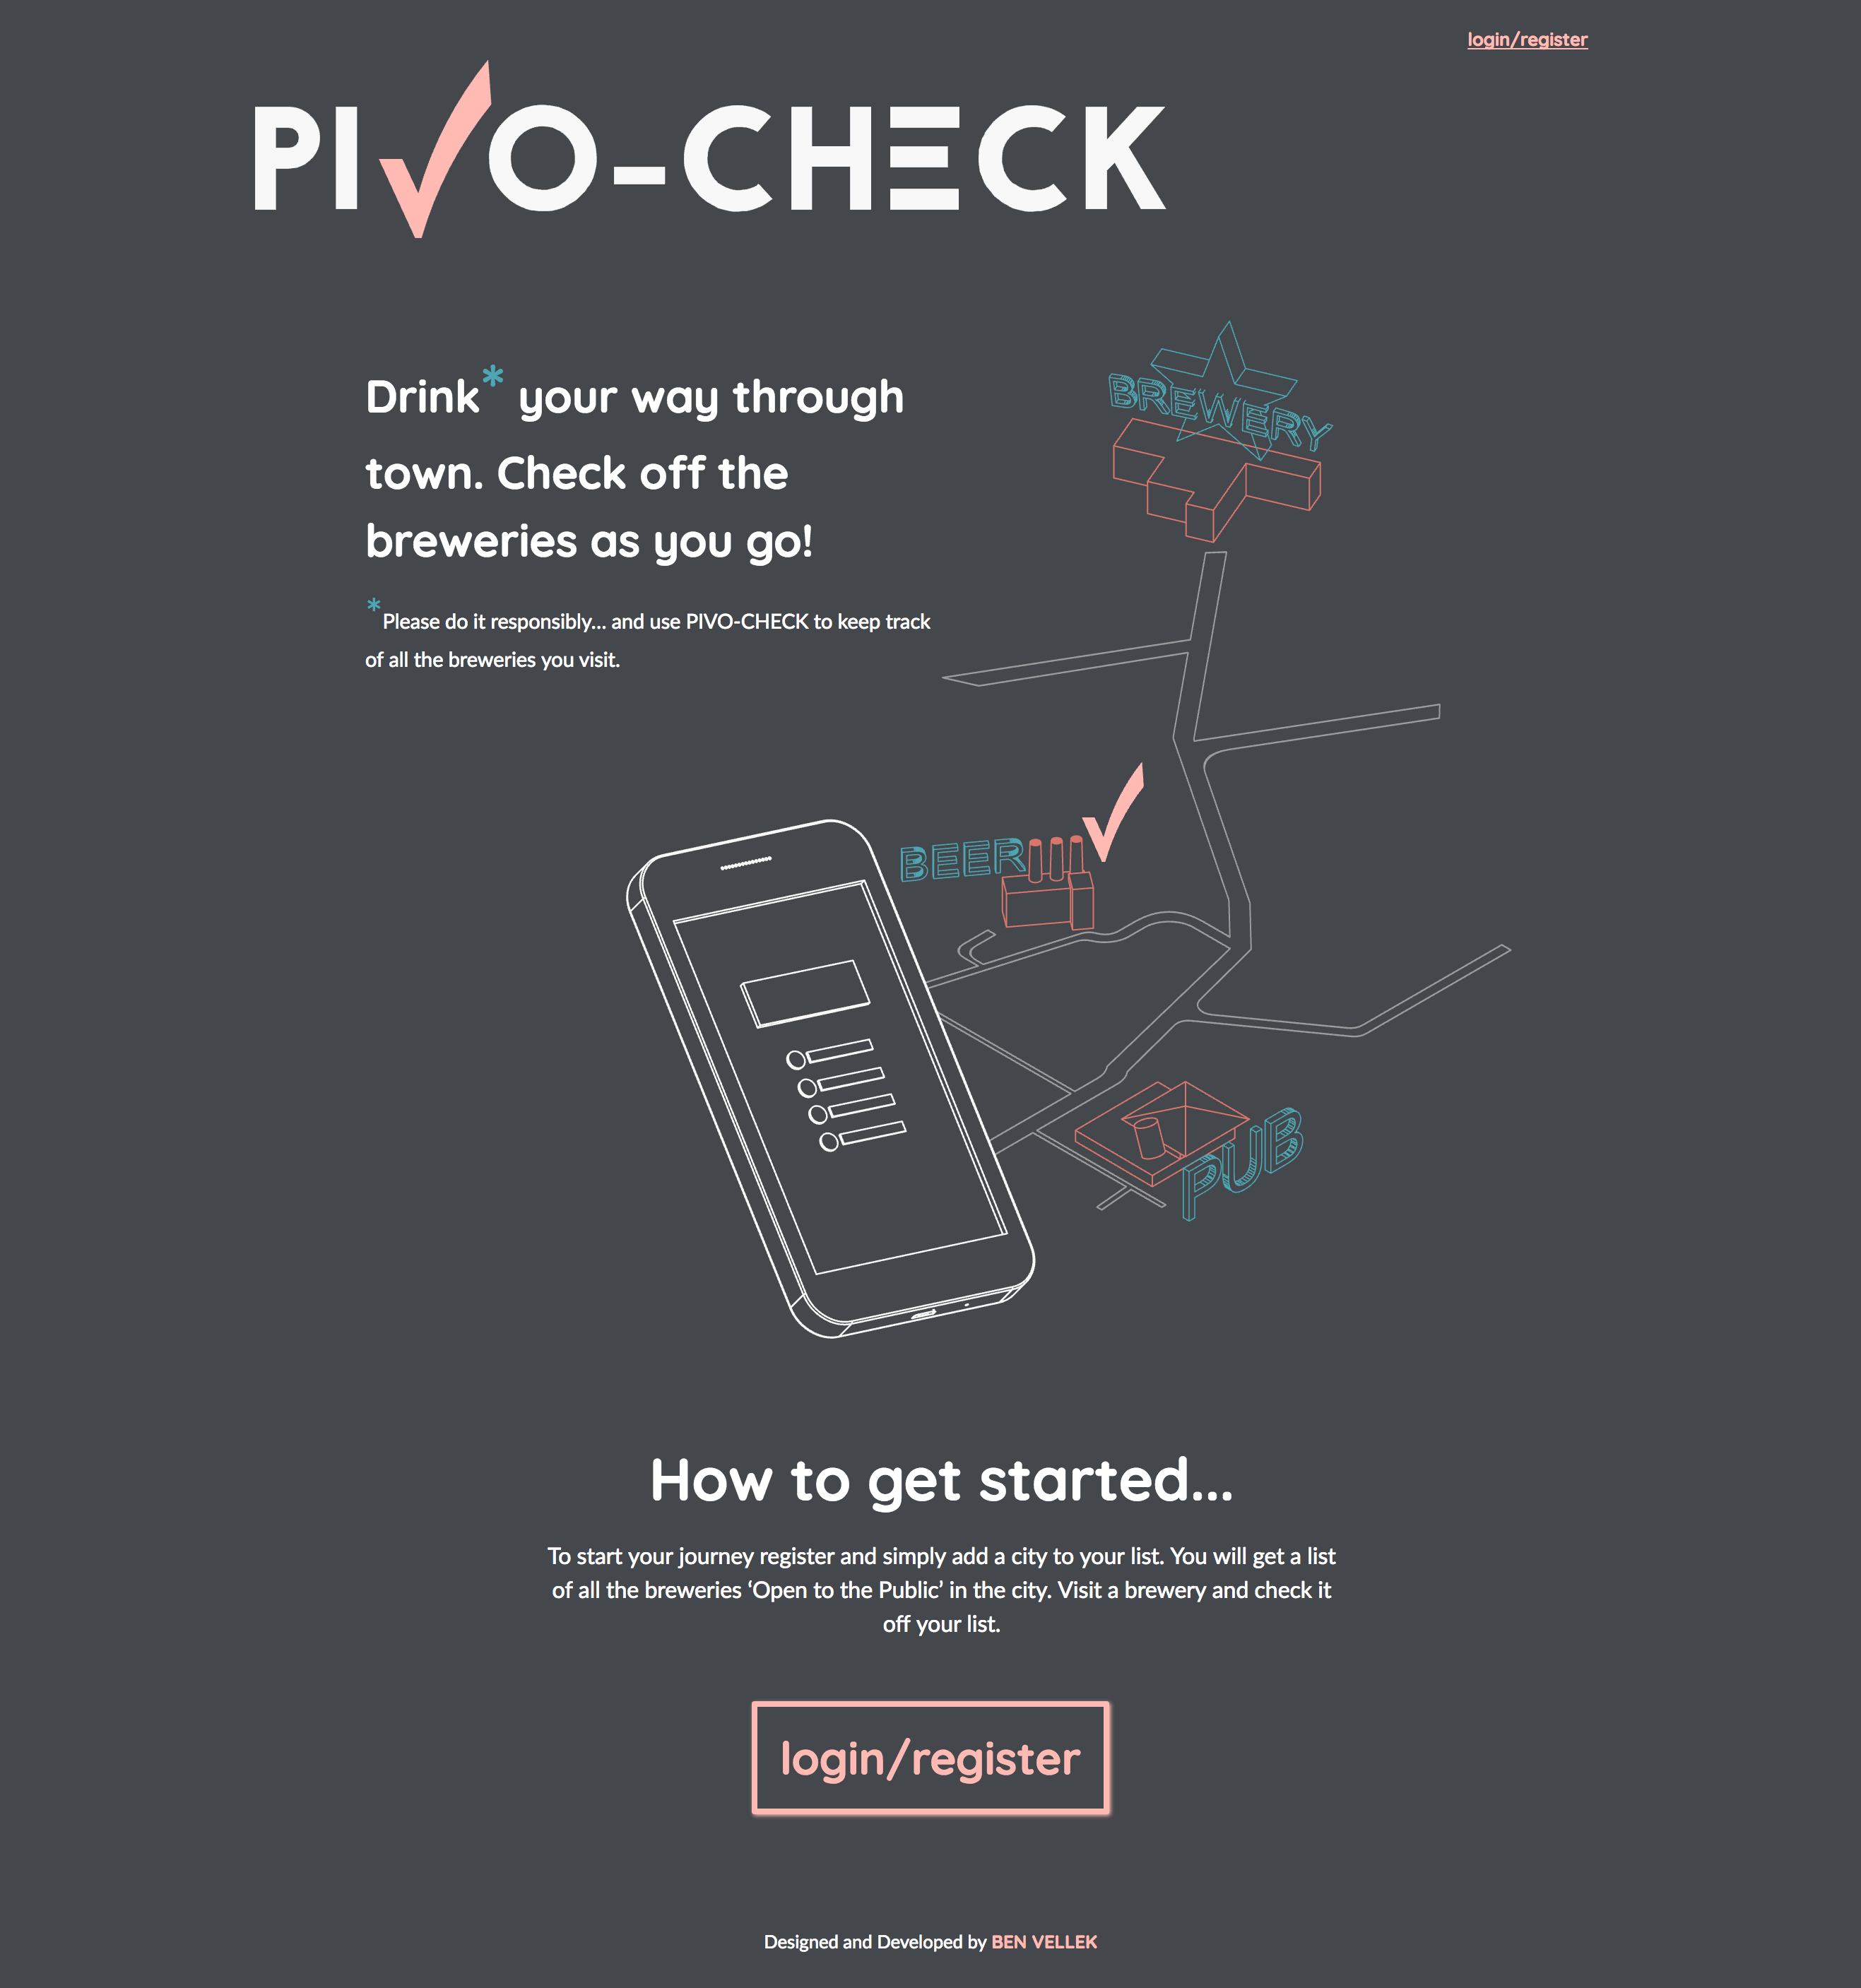 login/register
PIVO-CHECK
Drink* your way through
town. Check off the
breweries as you go!
*Please do it responsibly... and use PIVO-CHECK to keep track
of all the breweries you visit.
BREWERY
BEER
PUB
How to get started...
To start your journey register and simply add a city to your list. You will get a list
of all the breweries ‘Open to the Public’ in the city. Visit a brewery and check it
off your list.
login/register
Designed and Developed by BEN VELLEK